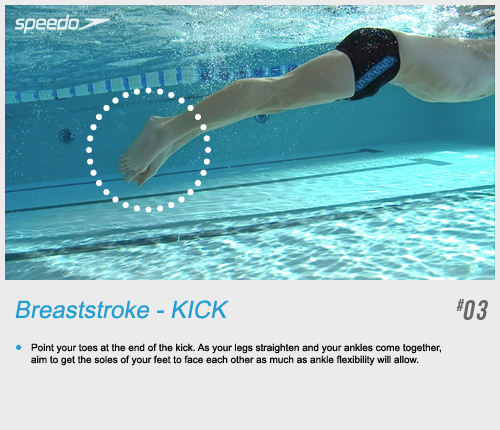 speedo
Breaststroke - KICK
#03
Point your toes at the end of the kick. As your legs straighten and your ankles come together,
aim to get the soles of your feet to face each other as much as ankle flexibility will allow.